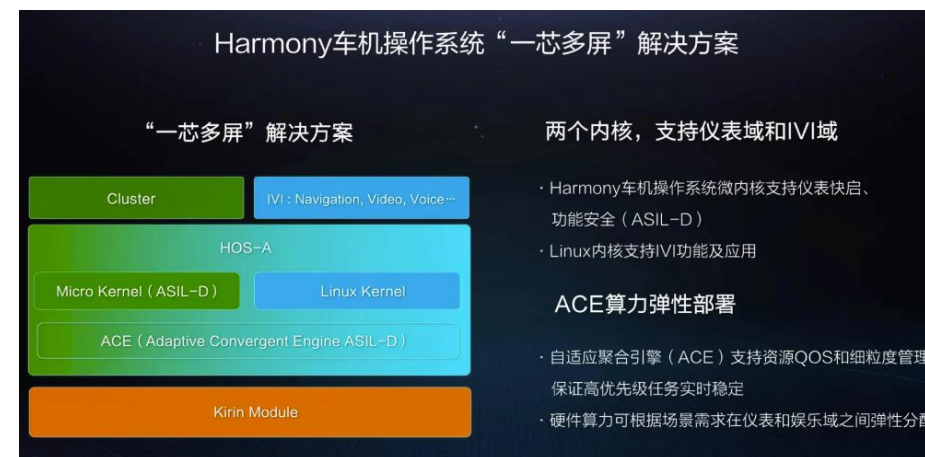 Harmony车机操作系统“一芯多屏”解决方案
“一芯多屏”解决方案
Cluster
IVI : Navigation, Video, Voice…
HOS-A
Micro Kernel（ASIL-D）
Linux Kernel
ACE（Adaptive Convergent Engine ASIL-D）
Kirin Module
两个内核，支持仪表域和IVI域
· Harmony车机操作系统微内核支持仪表快启、
功能安全（ASIL-D）
· Linux内核支持IVI功能及应用
ACE算力弹性部署
· 自适应聚合引擎（ACE）支持资源QOS和细粒度管理
保证高优先级任务实时稳定
· 硬件算力可根据场景需求在仪表和娱乐域之间弹性分配